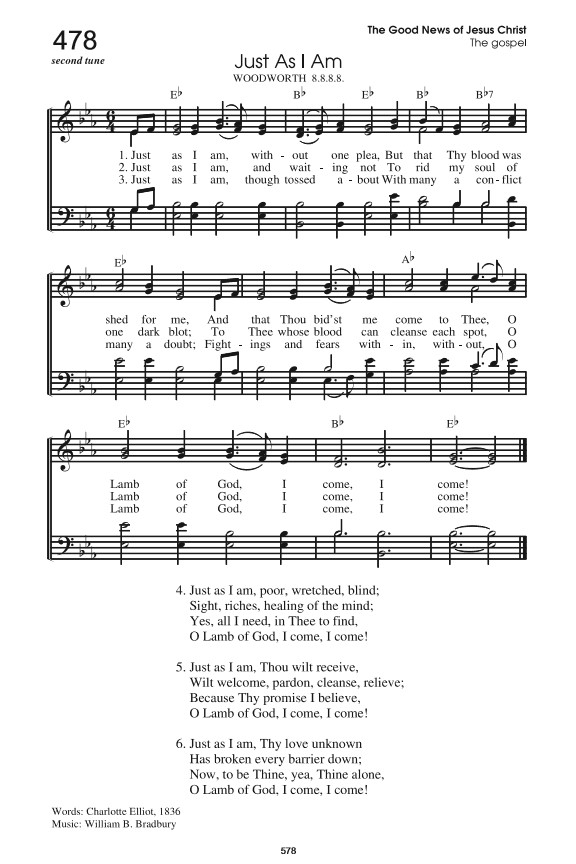 478
second tune
The Good News of Jesus Christ
The gospel
Just As I Am
WOODWORTH 8.8.8.8.
E♭ B♭ E♭ B♭ B♭7
1. Just as I am, with - out one plea, But that Thy blood was
2. Just as I am, and wait - ing not To rid my soul of
3. Just as I am, though tossed a - bout With many a con - flict
E♭ A♭
shed for me, And that Thou bid'st me come to Thee, O
one dark blot; To Thee whose blood can cleanse each spot, O
many a doubt; Fight - ings and fears with - in, with - out, O
E♭ B♭ E♭
Lamb of God, I come, I come!
Lamb of God, I come, I come!
Lamb of God, I come, I come!
4. Just as I am, poor, wretched, blind;
Sight, riches, healing of the mind;
Yes, all I need, in Thee to find,
O Lamb of God, I come, I come!
5. Just as I am, Thou wilt receive,
Wilt welcome, pardon, cleanse, relieve;
Because Thy promise I believe,
O Lamb of God, I come, I come!
6. Just as I am, Thy love unknown
Has broken every barrier down;
Now, to be Thine, yea, Thine alone,
O Lamb of God, I come, I come!
Words: Charlotte Elliot, 1836
Music: William B. Bradbury
578